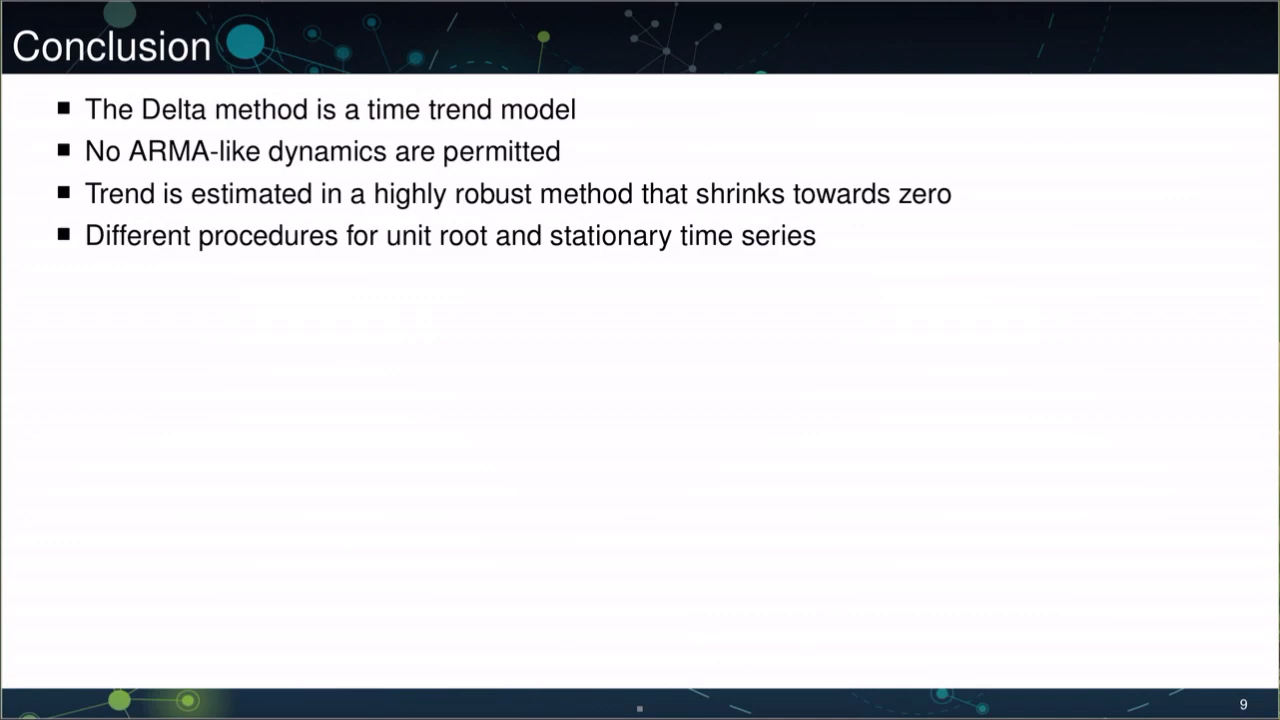 Conclusion
The Delta method is a time trend model
No ARMA-like dynamics are permitted
Trend is estimated in a highly robust method that shrinks towards zero
Different procedures for unit root and stationary time series
9